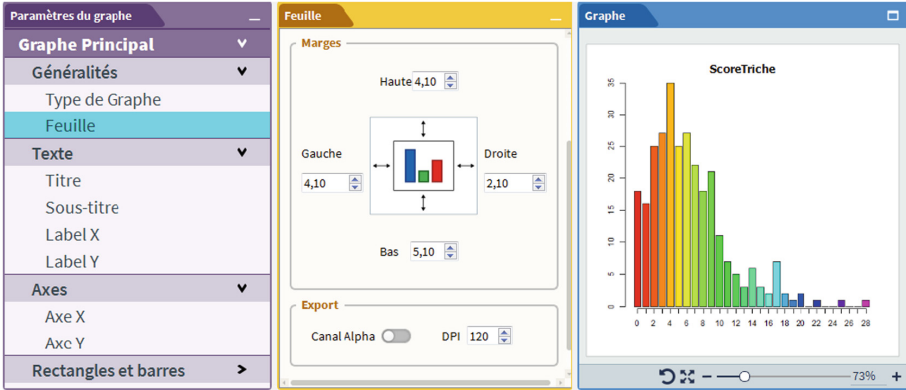 Paramètres du graphe
Graphe Principal
Généralités
Type de Graphe
Feuille
Texte
Titre
Sous-titre
Label X
Label Y
Axes
Axe X
Axe Y
Rectangles et barres
Feuille
Marges
Haute 4,10
Gauche Droite
4,10 2,10
Bas 5,10
Export
Canal Alpha DPI 120
Graphe
ScoreTriche
35
30
25
20
15
10
5
0
0 2 4 6 8 10 12 14 16 18 20 22 24 26 28
73%